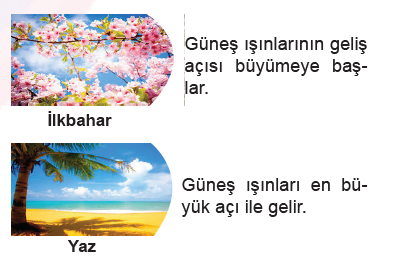 Güneş ışınlarının geliş
açısı büyümeye baş-
lar.
İlkbahar
Güneş ışınları en bü-
yük açı ile gelir.
Yaz